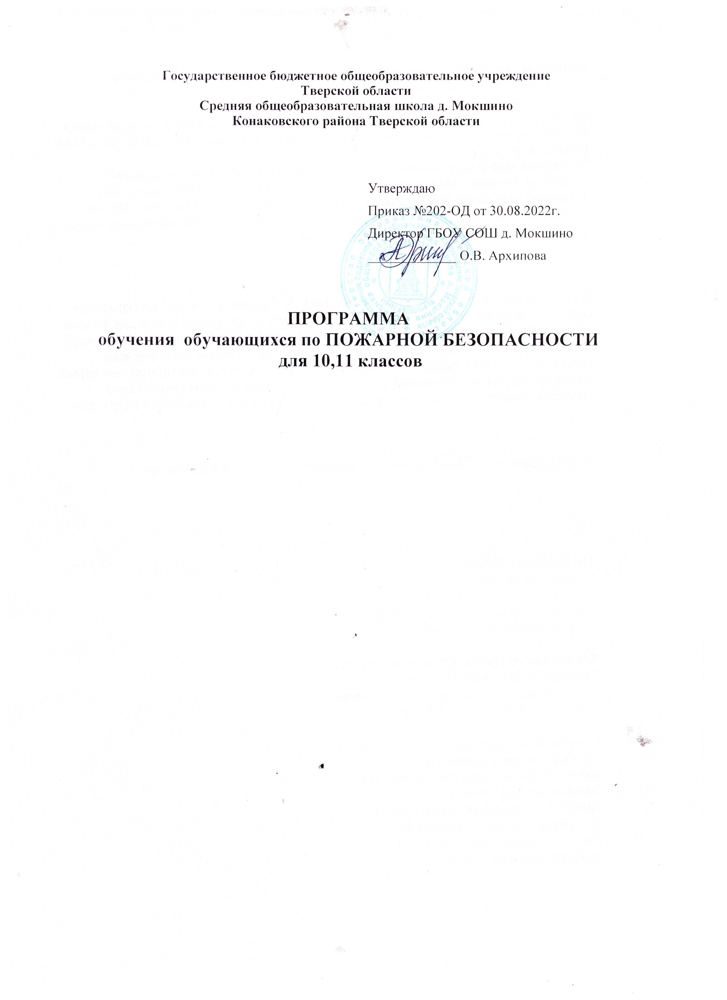 Государственное бюджетное общеобразовательное учреждение
Тверской области
Средняя общеобразовательная школа д. Мокшино
Конаковского района Тверской области
Утверждаю
Приказ №202-ОД от 30.08.2022г.
Директор ГБОУ СОШ д. Мокшино
О.В. Архипова
ПРОГРАММА
обучения обучающихся по ПОЖАРНОЙ БЕЗОПАСНОСТИ
для 10,11 классов